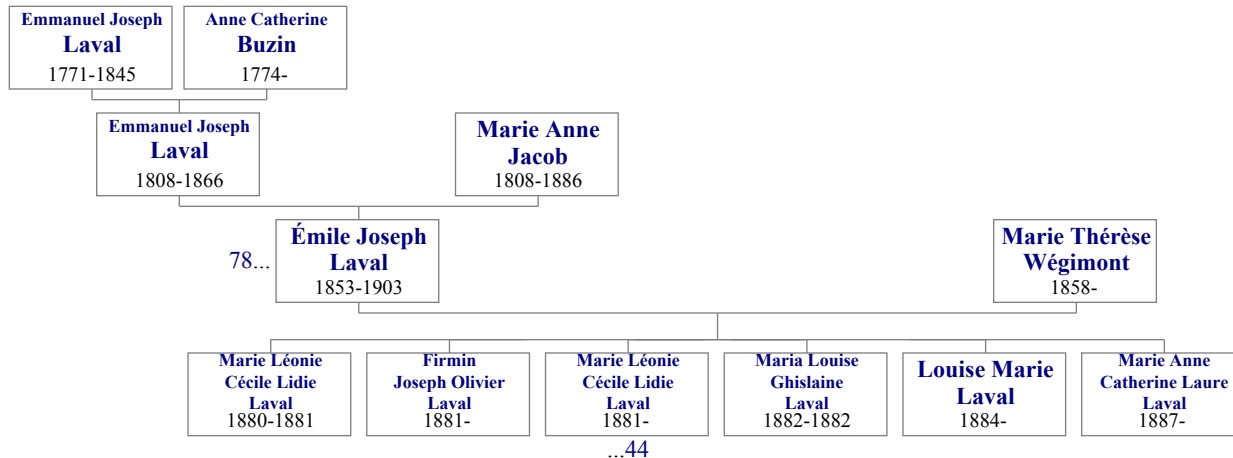 Emmanuel Joseph
Laval
1771-1845
Anne Catherine
Buzin
1774-
Emmanuel Joseph
Laval
1808-1866
Marie Anne
Jacob
1808-1886
78...
Émile Joseph
Laval
1853-1903
Marie Thérèse
Wégimont
1858-
Marie Léonie
Cécile Lidie
Laval
1880-1881
Firmin
Joseph Olivier
Laval
1881-
Marie Léonie
Cécile Lidie
Laval
1881-
...44
Maria Louise
Ghislaine
Laval
1882-1882
Louise Marie
Laval
1884-
Marie Anne
Catherine Laure
Laval
1887-